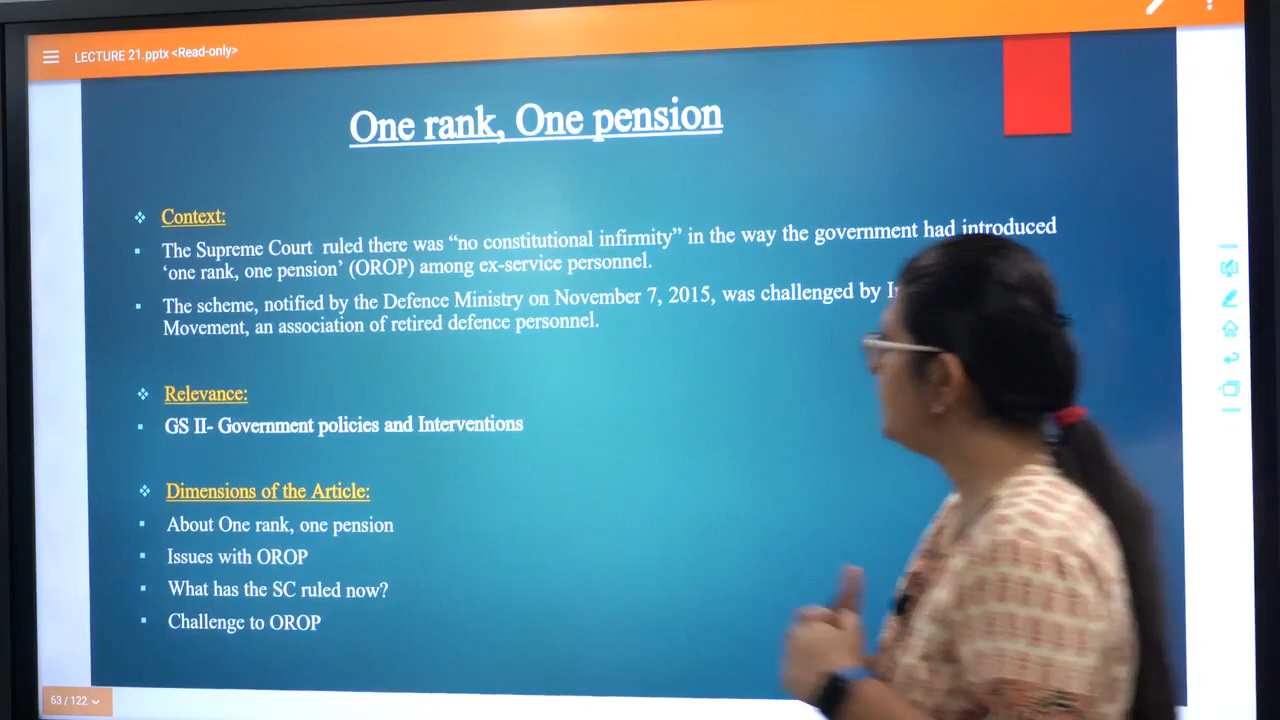 LECTURE 21.pptx <Read-only>
One rank, One pension
Context:
The Supreme Court ruled there was “no constitutional infirmity” in the way the government had introduced
‘one rank, one pension’ (OROP) among ex-service personnel.
The scheme, notified by the Defence Ministry on November 7, 2015, was challenged by
Movement, an association of retired defence personnel.
Relevance:
GS II- Government policies and Interventions
Dimensions of the Article:
About One rank, one pension
Issues with OROP
What has the SC ruled now?
Challenge to OROP
63 / 122